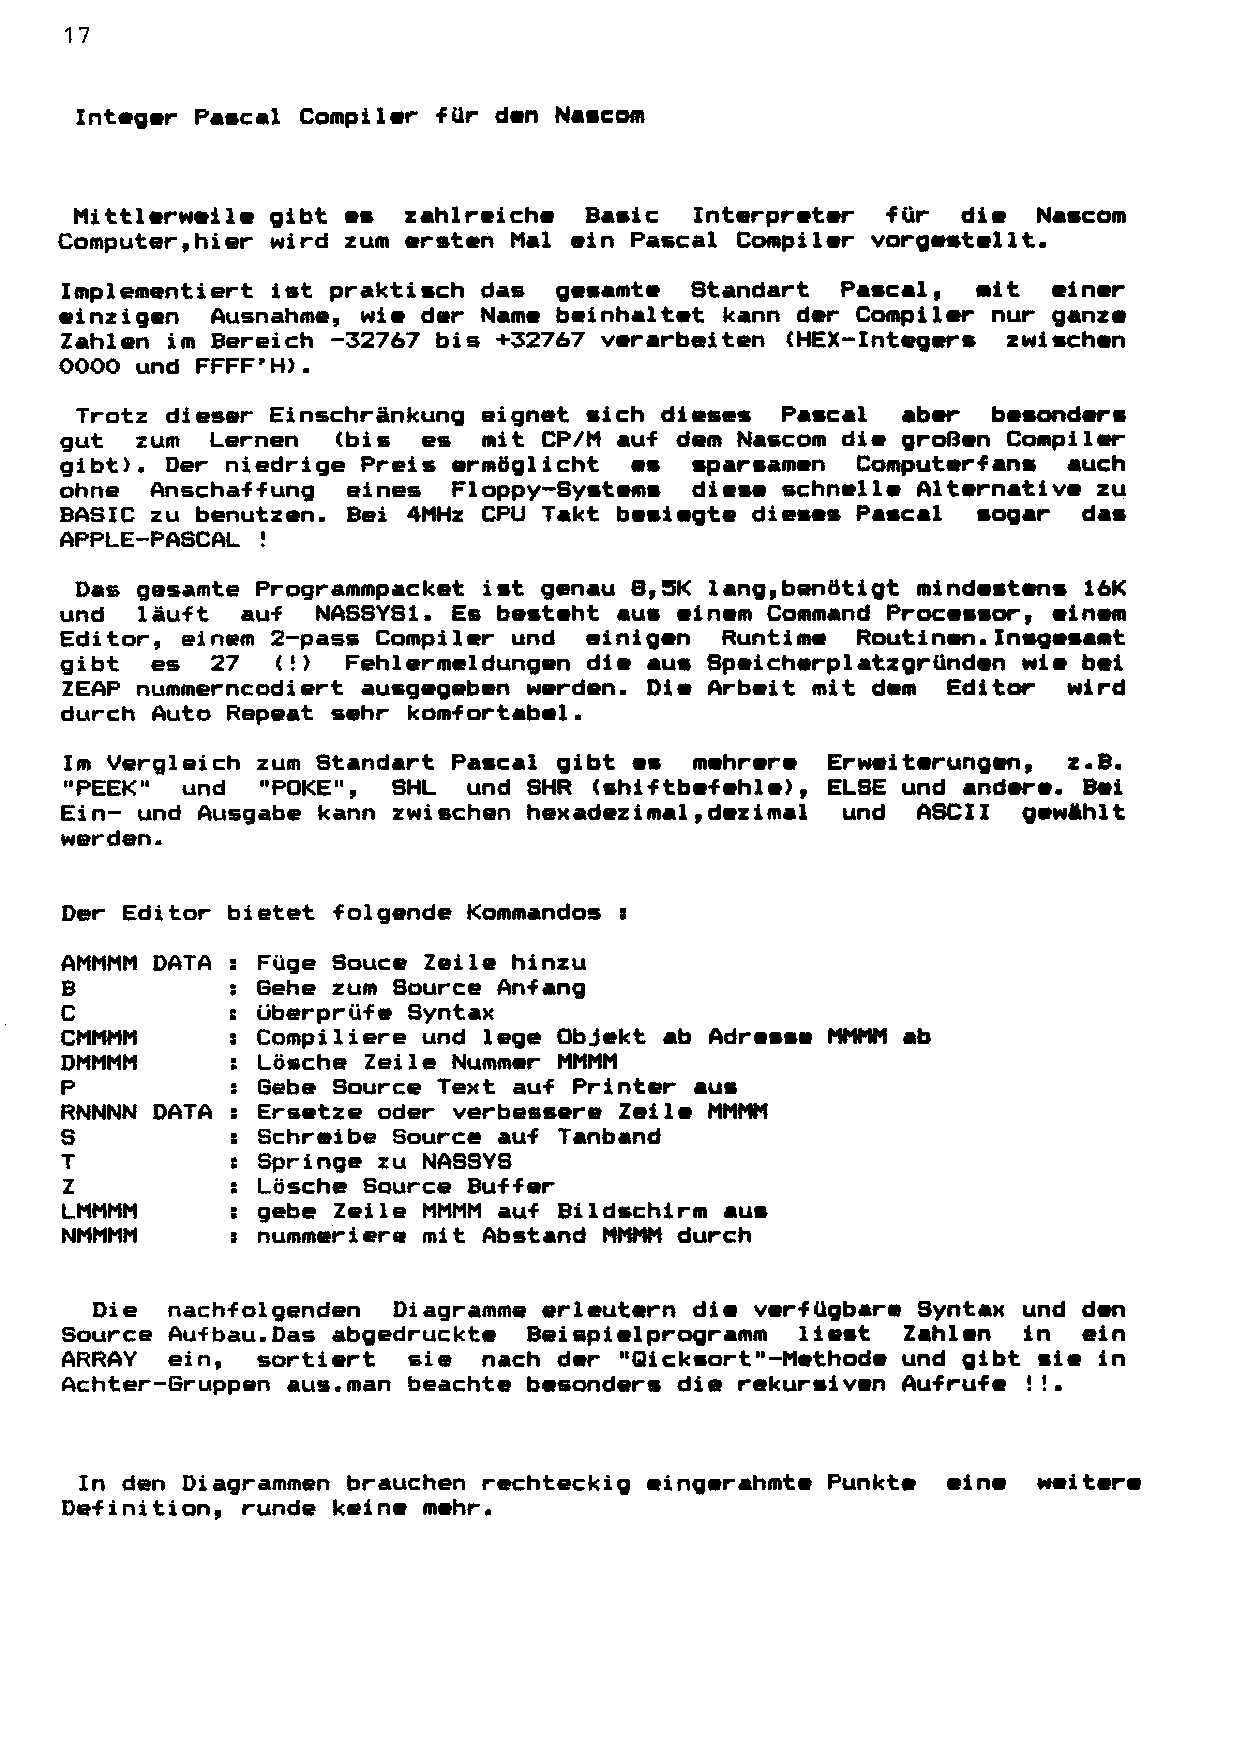 17
Integer Pascal Compiler für den Nascom
Mittlerweile gibt es zahlreiche Basic Interpreter für die Nascom
Computer,hier wird zum ersten Mal ein Pascal Compiler vorgestellt.
Implementiert ist praktisch das gesamte Standart Pascal, mit einer
einzigen Ausnahme, wie der Name beinhaltet kann der Compiler nur ganze
Zahlen im Bereich -32767 bis +32767 verarbeiten (HEX-Integers zwischen
0000 und FFFF'H).
Trotz dieser Einschränkung eignet sich dieses Pascal aber besonders
gut zum Lernen (bis es mit CP/M auf dem Nascom die großen Compiler
gibt). Der niedrige Preis ermöglicht es sparsamen Computerfans auch
ohne Anschaffung eines Floppy-Systems diese schnelle Alternative zu
BASIC zu benutzen. Bei 4MHz CPU Takt besiegte dieses Pascal sogar das
APPLE-PASCAL !
Das gesamte Programmpacket ist genau 8,5K lang,benötigt mindestens 16K
und läuft auf NASSYS1. Es besteht aus einem Command Processor, einem
Editor, einem 2-pass Compiler und einigen Runtime Routinen.Insgesamt
gibt es 27 (!) Fehlermeldungen die aus Speicherplatzgründen wie bei
ZEAP nummerncodiert ausgegeben werden. Die Arbeit mit dem Editor wird
durch Auto Repeat sehr komfortabel.
Im Vergleich zum Standart Pascal gibt es mehrere Erweiterungen, z.B.
"PEEK" und "POKE", SHL und SHR (shiftbefehle), ELSE und andere. Bei
Ein- und Ausgabe kann zwischen hexadezimal,dezimal und ASCII gewählt
werden.
Der Editor bietet folgende Kommandos :
AMMMM DATA : Füge Souce Zeile hinzu
B : Gehe zum Source Anfang
C : überprüfe Syntax
CMMMM : Compiliere und lege Objekt ab Adresse MMMM ab
DMMMM : Lösche Zeile Nummer MMMM
P : Gebe Source Text auf Printer aus
RNNNN DATA : Ersetze oder verbessere Zeile MMMM
S : Schreibe Source auf Tanband
T : Springe zu NASSYS
Z : Lösche Source Buffer
LMMMM : gebe Zeile MMMM auf Bildschirm aus
NMMMM : nummeriere mit Abstand MMMM durch
Die nachfolgenden Diagramme erleutern die verfügbare Syntax und den
Source Aufbau.Das abgedruckte Beispielprogramm liest Zahlen in ein
ARRAY ein, sortiert sie nach der "Qicksort"-Methode und gibt sie in
Achter-Gruppen aus.man beachte besonders die rekursiven Aufrufe !!.
In den Diagrammen brauchen rechteckig eingerahmte Punkte eine weitere
Definition, runde keine mehr.